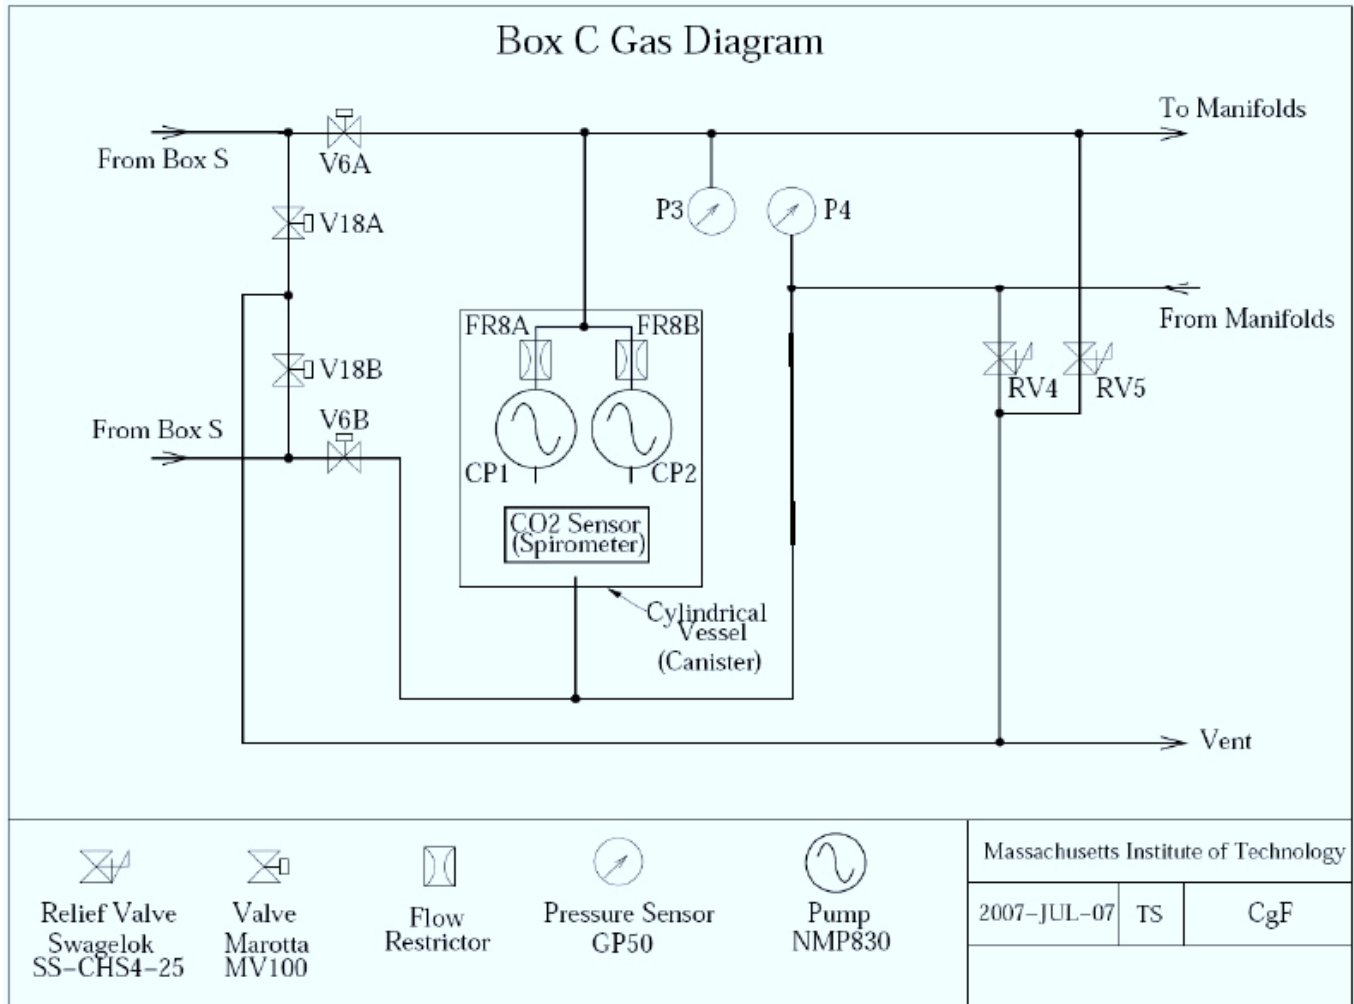 Box C Gas Diagram
To Manifolds
From Box S
V6A
P3
P4
V18A
From Manifolds
FR8A
FR8B
V18B
RV4
RV5
V6B
From Box S
CP1
CP2
CO2 Sensor
(Spirometer)
Cylindrical
Vessel
(Canister)
Vent
Relief Valve
Swagelok
SS-CHS4-25
Valve
Marotta
MV100
Flow
Restrictor
Pressure Sensor
GP50
Pump
NMP830
Massachusetts Institute of Technology
2007-JUL-07
TS
CgF